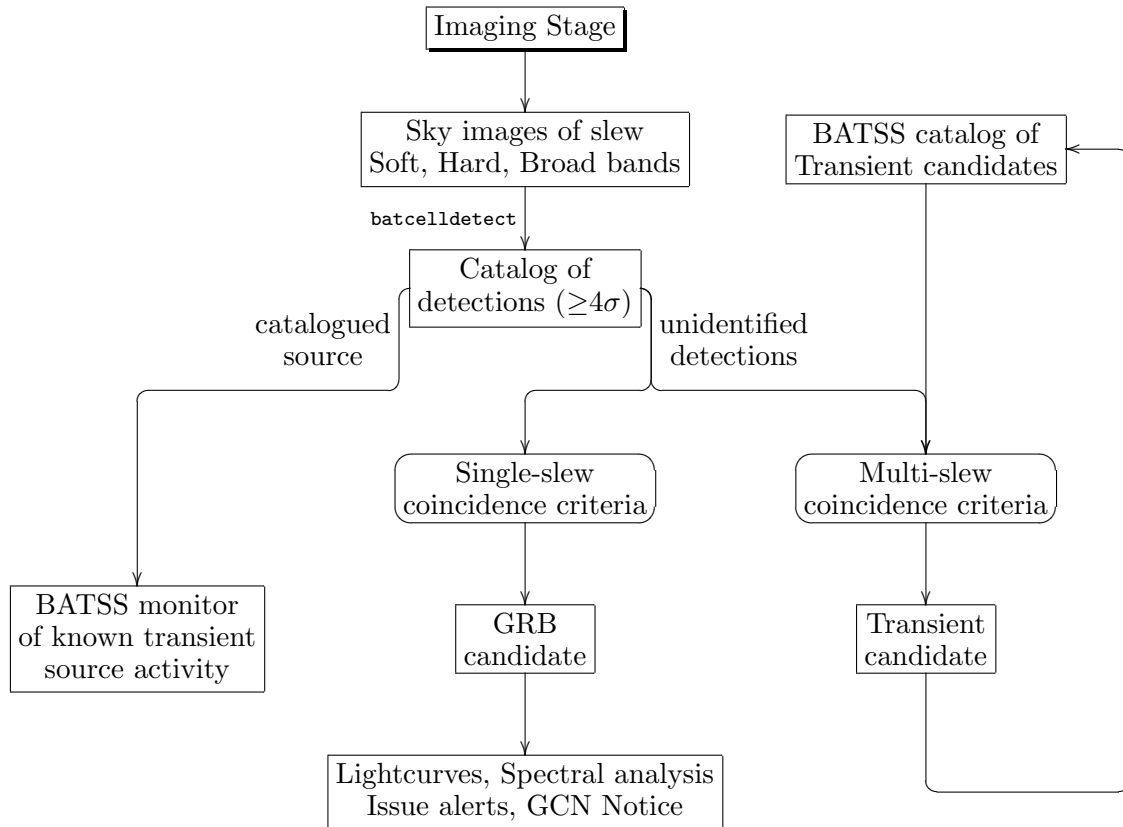 Imaging Stage
Sky images of slew
Soft, Hard, Broad bands
BATSS catalog of
Transient candidates
batcelldetect
Catalog of
detections (≥4σ)
catalogued
source
unidentified
detections
Single-slew
coincidence criteria
Multi-slew
coincidence criteria
BATSS monitor
of known transient
source activity
GRB
candidate
Transient
candidate
Lightcurves, Spectral analysis
Issue alerts, GCN Notice